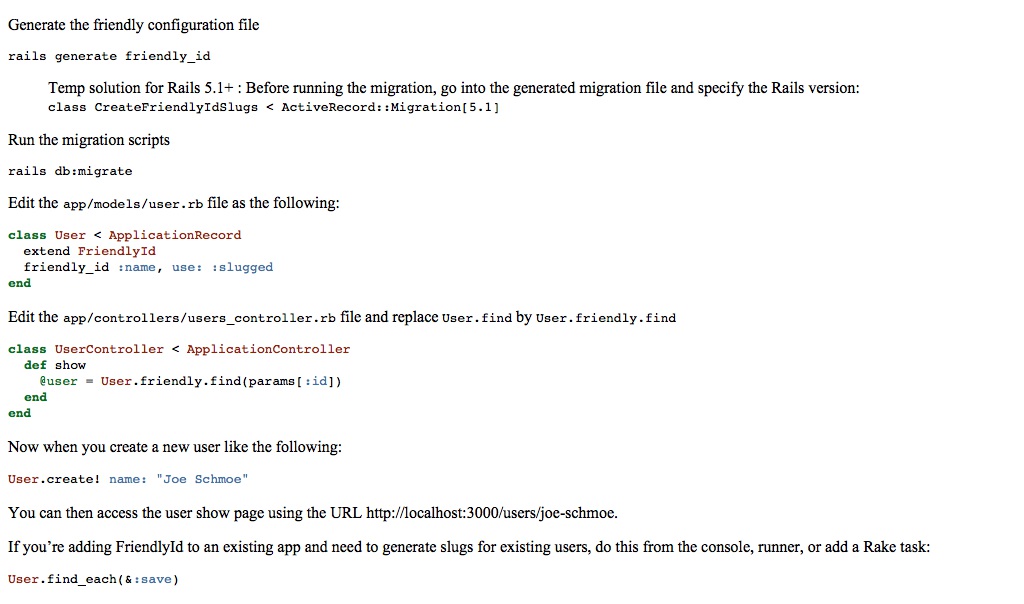 Generate the friendly configuration file
rails generate friendly_id
Temp solution for Rails 5.1+ : Before running the migration, go into the generated migration file and specify the Rails version:
class CreateFriendlyIdSlugs < ActiveRecord::Migration[5.1]
Run the migration scripts
rails db:migrate
Edit the app/models/user.rb file as the following:
class User < ApplicationRecord
  extend FriendlyId
  friendly_id :name, use: :slugged
end
Edit the app/controllers/users_controller.rb file and replace User.find by User.friendly.find
class UserController < ApplicationController
  def show
    @user = User.friendly.find(params[:id])
  end
end
Now when you create a new user like the following:
User.create! name: "Joe Schmoe"
You can then access the user show page using the URL http://localhost:3000/users/joe-schmoe.
If you’re adding FriendlyId to an existing app and need to generate slugs for existing users, do this from the console, runner, or add a Rake task:
User.find_each(&:save)